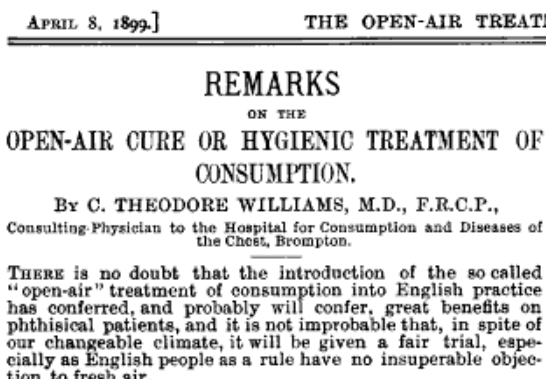 APRIL 8, 1899.] THE OPEN-AIR
REMARKS
ON THE
OPEN-AIR CURE OR HYGIENIC TREATMENT OF
CONSUMPTION.
BY C. THEODORE WILLIAMS, M.D., F.R.C.P.,
Consulting-Physician to the Hospital for Consumption and Diseases of
the Chest, Brompton.
THERE is no doubt that the introduction of the so called
"open-air" treatment of consumption into English practice
has conferred, and probably will confer, great benefits on
phthisical patients, and it is not improbable that, in spite of
our changeable climate, it will be given a fair trial, espe-
cially as English people as a rule have no insuperable objec-
tion to fresh air